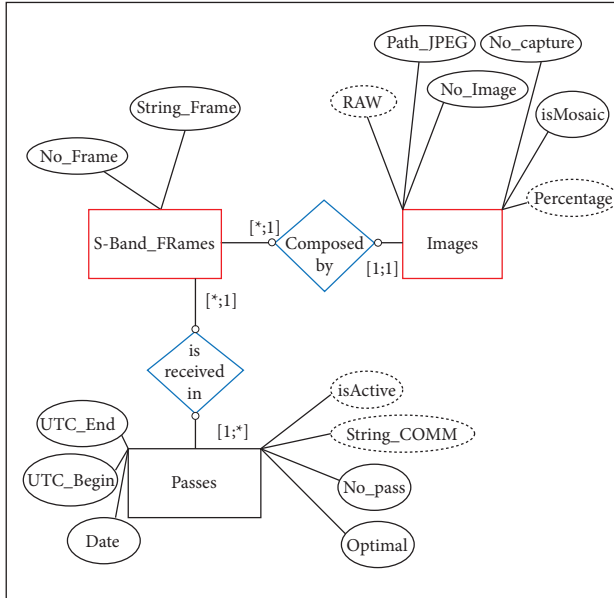 Path_JPEG
No_capture
String_Frame
RAW
No_Image
isMosaic
No_Frame
Percentage
S-Band_FRames
[*;1]
Composed
by
[1;1]
Images
[*;1]
is
received
in
[1;*]
isActive
UTC_End
String_COMM
UTC_Begin
Passes
No_pass
Date
Optimal